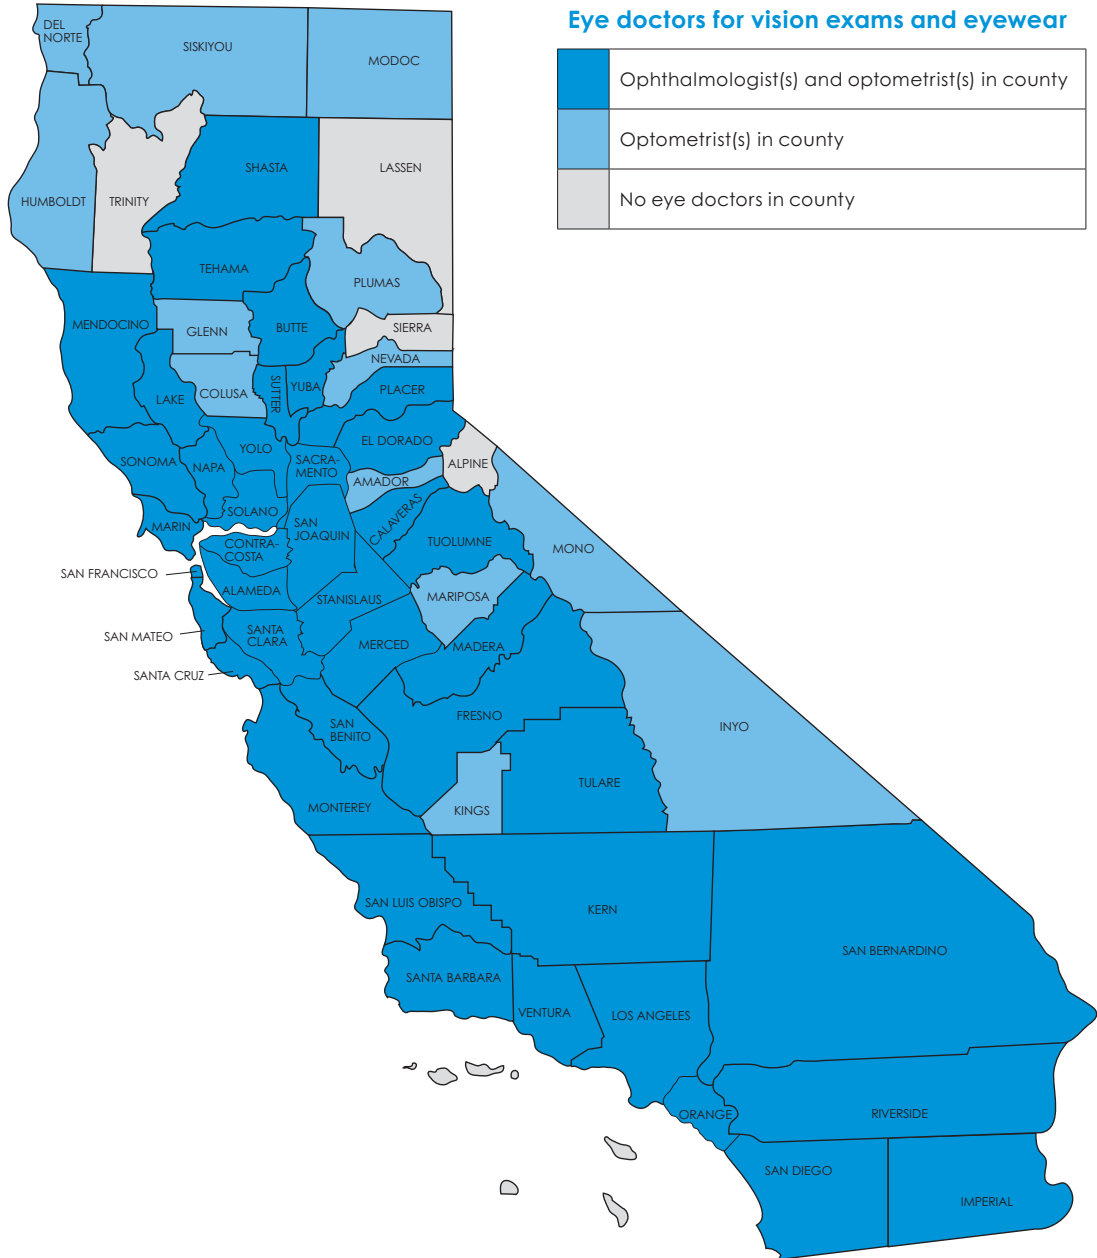 Eye doctors for vision exams and eyewear
Ophthalmologist(s) and optometrist(s) in county
Optometrist(s) in county
No eye doctors in county
DEL
NORTE
SISKIYOU
MODOC
HUMBOLDT
TRINITY
SHASTA
LASSEN
TEHAMA
PLUMAS
MENDOCINO
GLENN
BUTTE
SIERRA
NEVADA
LAKE
COLUSA
SUTTER
YUBA
PLACER
SONOMA
NAPA
YOLO
SACRA-
MENTO
EL DORADO
ALPINE
AMADOR
MARIN
SOLANO
SAN
JOAQUIN
CALAVERAS
TUOLUMNE
MONO
CONTRA-
COSTA
SAN FRANCISCO
ALAMEDA
STANISLAUS
MARIPOSA
SAN MATEO
SANTA
CLARA
MERCED
MADERA
SANTA CRUZ
SAN
BENITO
FRESNO
INYO
MONTEREY
KINGS
TULARE
SAN LUIS OBISPO
KERN
SAN BERNARDINO
SANTA BARBARA
VENTURA
LOS ANGELES
ORANGE
RIVERSIDE
SAN DIEGO
IMPERIAL